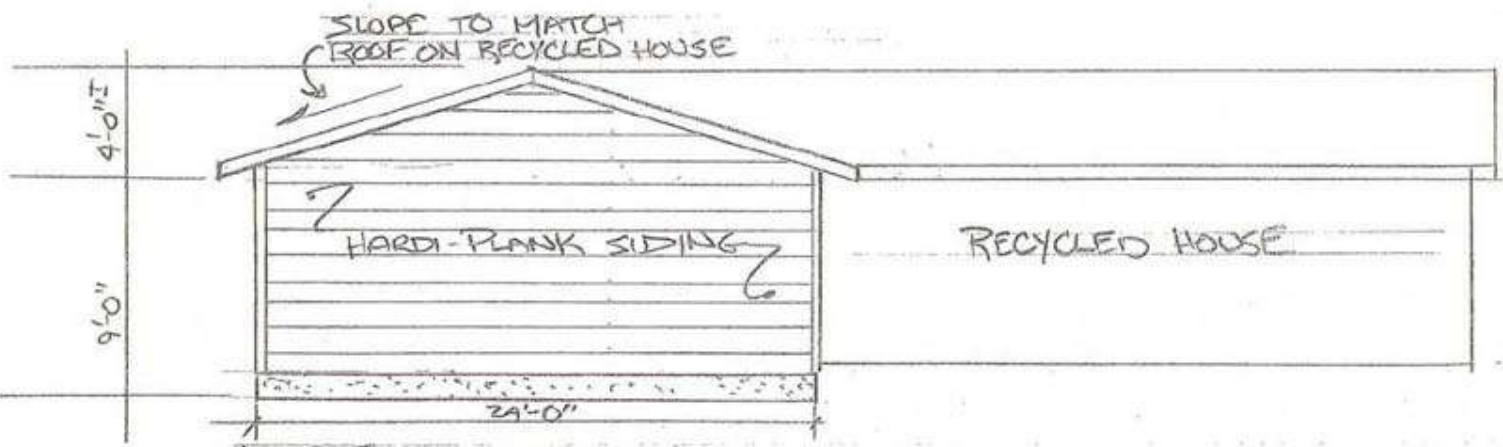 SLOPE TO MATCH
ROOF ON RECYCLED HOUSE
4'-0"±
HARDI-PLANK SIDING
RECYCLED HOUSE
9'-0"
24'-0"